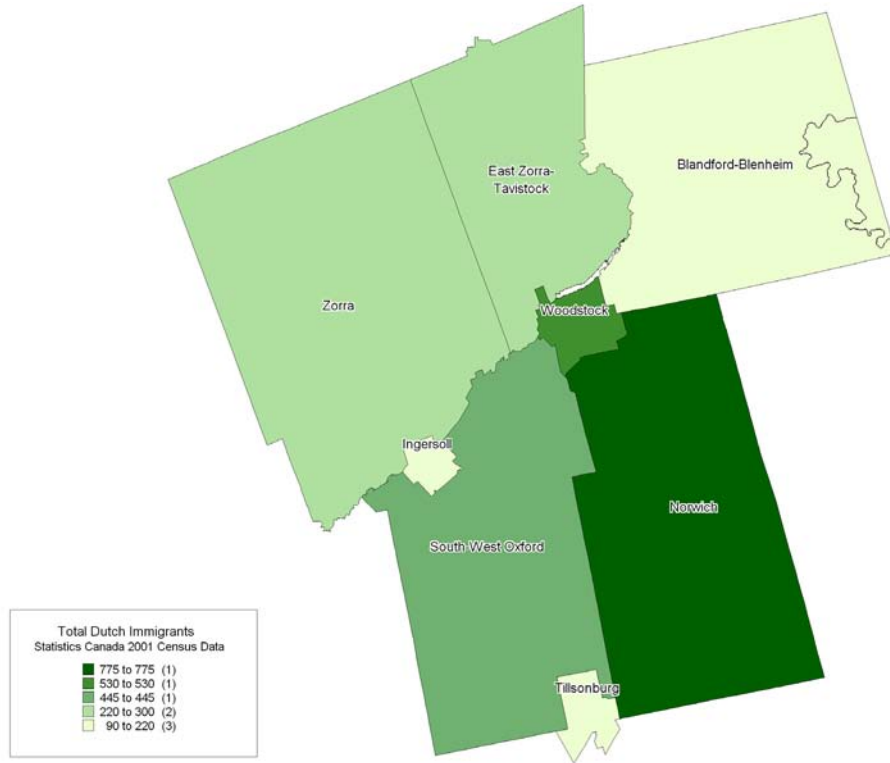 East Zorra-
Tavistock
Blandford-Blenheim
Zorra
Woodstock
Ingersoll
Norwich
South West Oxford
Tillsonburg
Total Dutch Immigrants
Statistics Canada 2001 Census Data
775 to 775 (1)
530 to 530 (1)
445 to 445 (1)
220 to 300 (2)
90 to 220 (3)